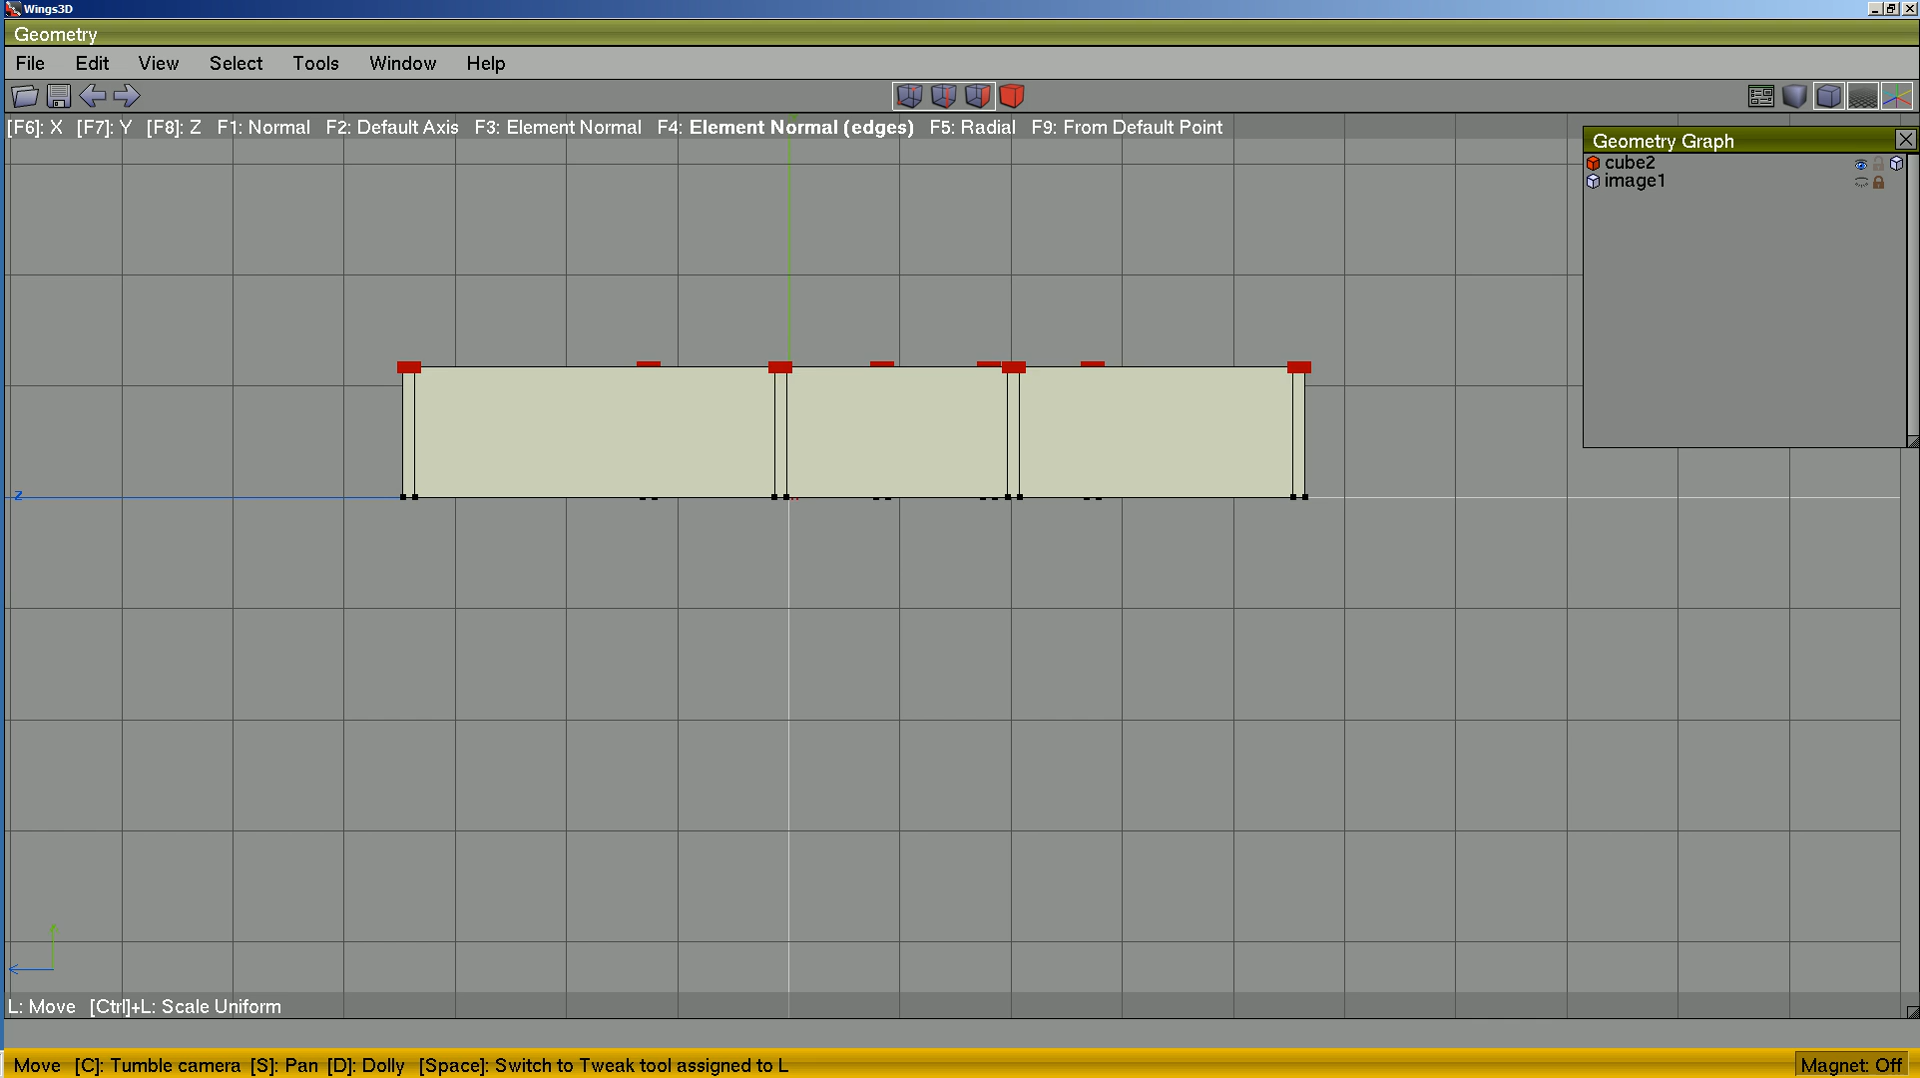 Wings3D
Geometry
File Edit View Select Tools Window Help
[F6]: X [F7]: Y [F8]: Z F1: Normal F2: Default Axis F3: Element Normal F4: Element Normal (edges) F5: Radial F9: From Default Point
Geometry Graph
cube2
image1
z
L: Move [Ctrl]+L: Scale Uniform
Move [C]: Tumble camera [S]: Pan [D]: Dolly [Space]: Switch to Tweak tool assigned to L
Magnet: Off